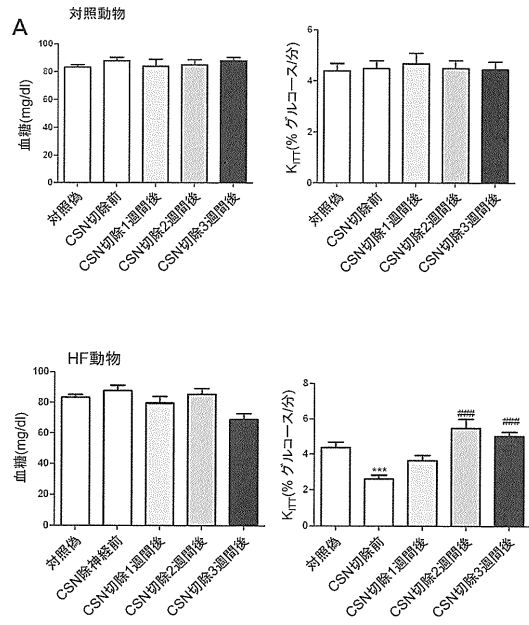 A
対照動物
血糖(mg/dl)
100
80
60
40
20
0
対照偽
CSN切除前
CSN切除1週間後
CSN切除2週間後
CSN切除3週間後
KITT(% グルコース/分)
6
4
2
0
対照偽
CSN切除前
CSN切除1週間後
CSN切除2週間後
CSN切除3週間後
HF動物
血糖(mg/dl)
100
80
60
40
20
0
対照偽
CSN除神経前
CSN切除1週間後
CSN切除2週間後
CSN切除3週間後
KITT(% グルコース/分)
8
6
4
2
0
***
###
###
対照偽
CSN切除前
CSN切除1週間後
CSN切除2週間後
CSN切除3週間後